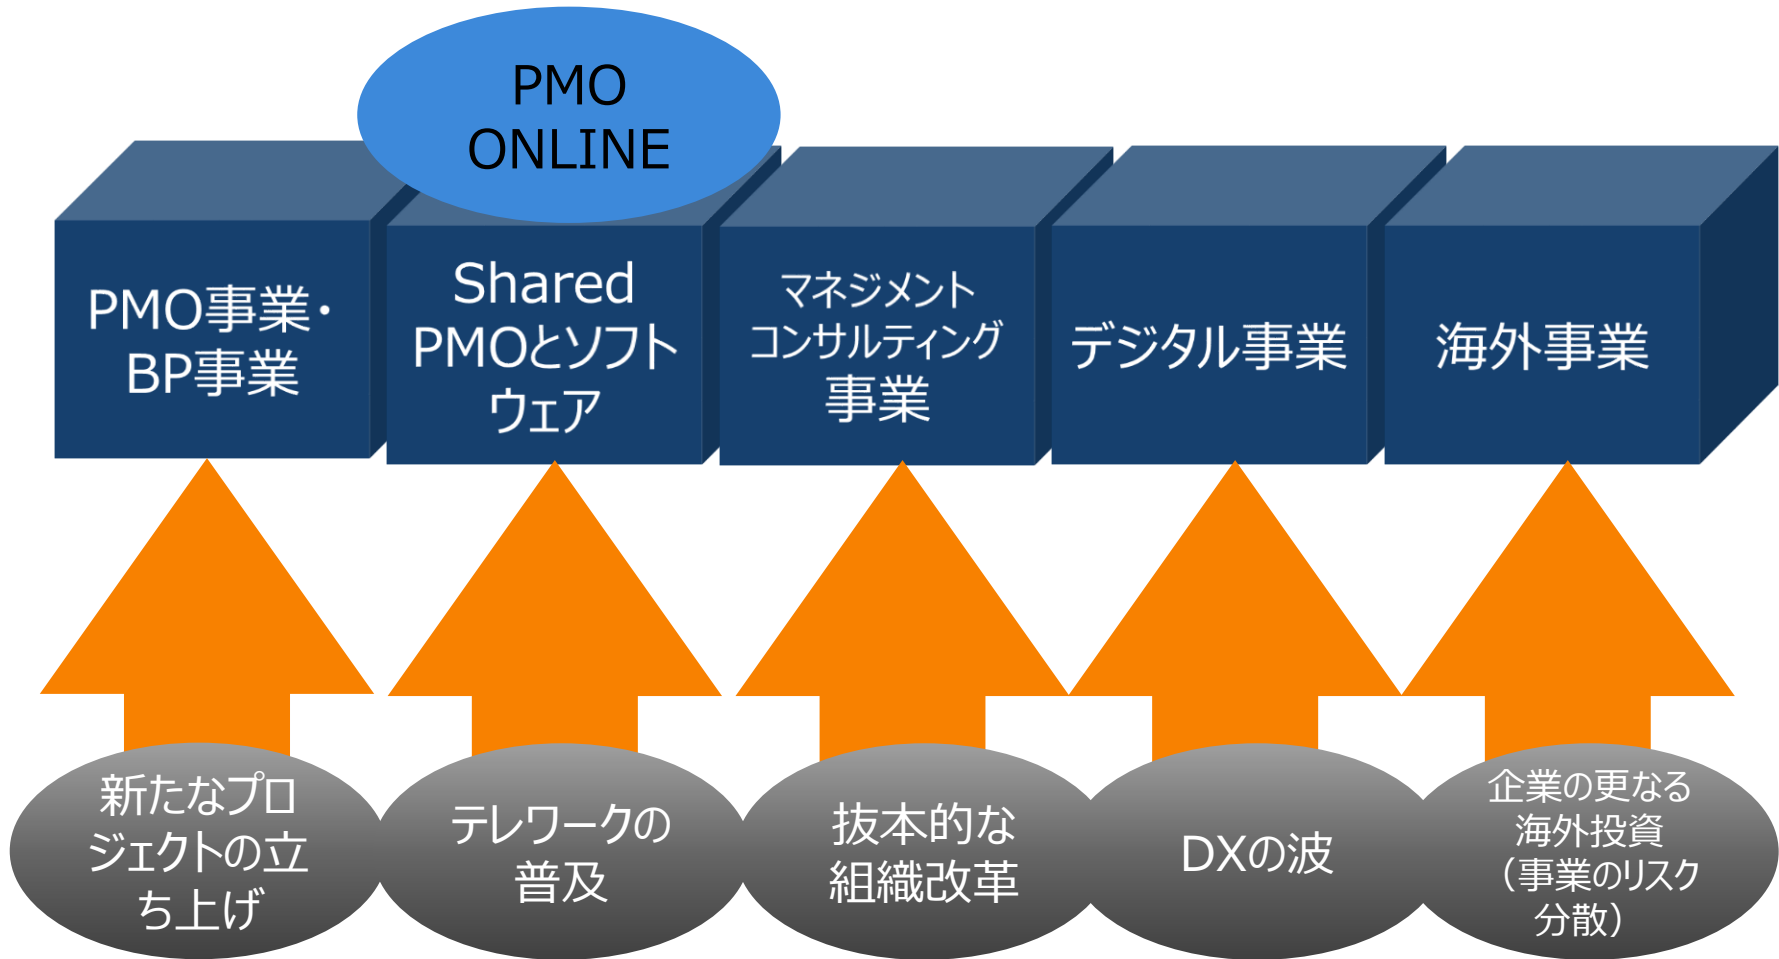 PMO
ONLINE
PMO事業・
BP事業
Shared
PMOとソフト
ウェア
マネジメント
コンサルティング
事業
デジタル事業
海外事業
新たなプロ
ジェクトの立
ち上げ
テレワークの
普及
抜本的な
組織改革
DXの波
企業の更なる
海外投資
（事業のリスク
分散）